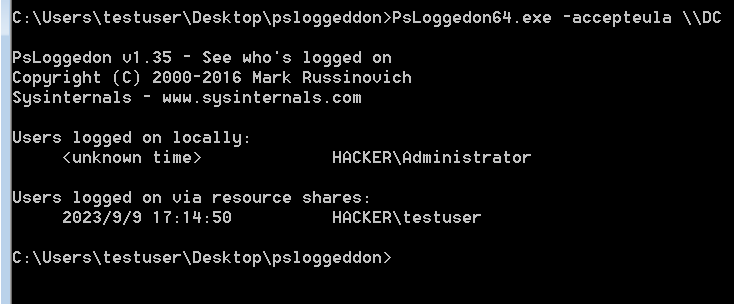 C:\Users\testuser\Desktop\psloggeddon>PsLoggedon64.exe -accepteula \\DC
PsLoggedon v1.35 - See who's logged on
Copyright (C) 2000-2016 Mark Russinovich
Sysinternals - www.sysinternals.com
Users logged on locally:
<unknown time> HACKER\Administrator
Users logged on via resource shares:
2023/9/9 17:14:50 HACKER\testuser
C:\Users\testuser\Desktop\psloggeddon>